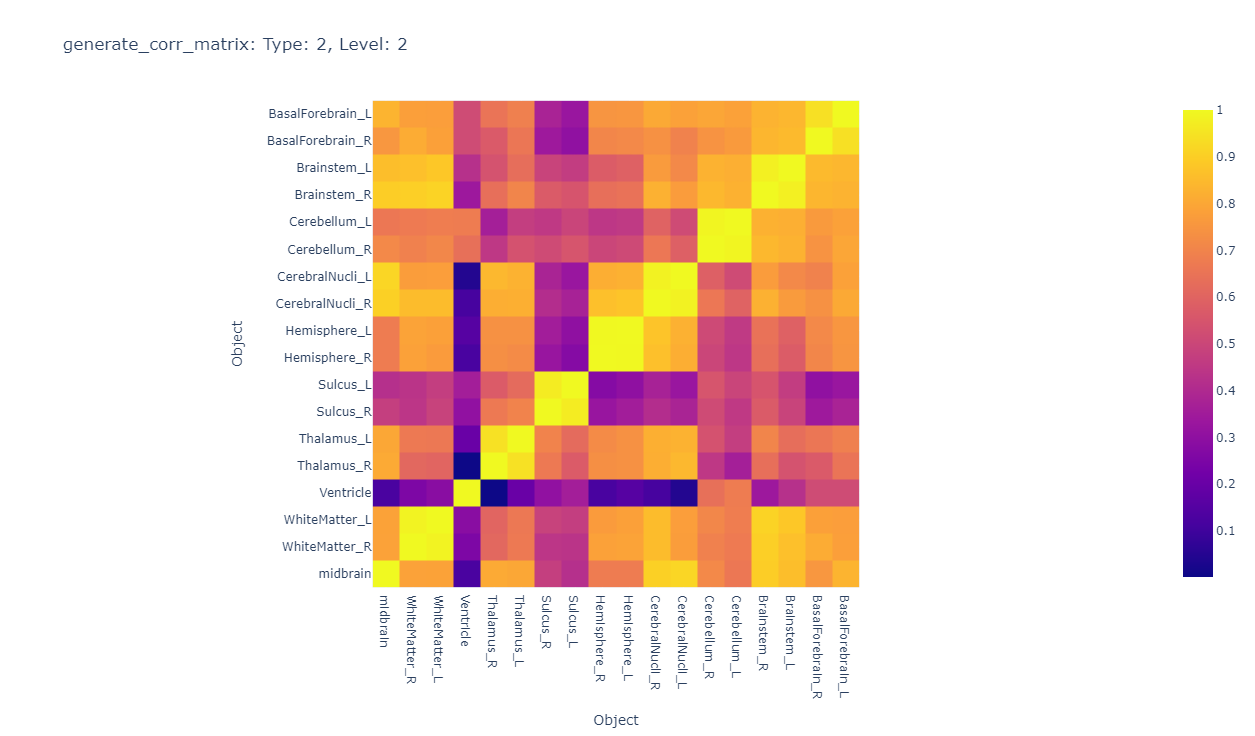 generate_corr_matrix: Type: 2, Level: 2
BasalForebrain_L
BasalForebrain_R
Brainstem_L
Brainstem_R
Cerebellum_L
Cerebellum_R
CerebralNucli_L
CerebralNucli_R
Hemisphere_L
Hemisphere_R
Sulcus_L
Sulcus_R
Thalamus_L
Thalamus_R
Ventricle
WhiteMatter_L
WhiteMatter_R
midbrain
Object
midbrain
WhiteMatter_R
WhiteMatter_L
Ventricle
Thalamus_R
Thalamus_L
Sulcus_R
Sulcus_L
Hemisphere_R
Hemisphere_L
CerebralNucli_R
CerebralNucli_L
Cerebellum_R
Cerebellum_L
Brainstem_R
Brainstem_L
BasalForebrain_R
BasalForebrain_L
Object
1
0.9
0.8
0.7
0.6
0.5
0.4
0.3
0.2
0.1